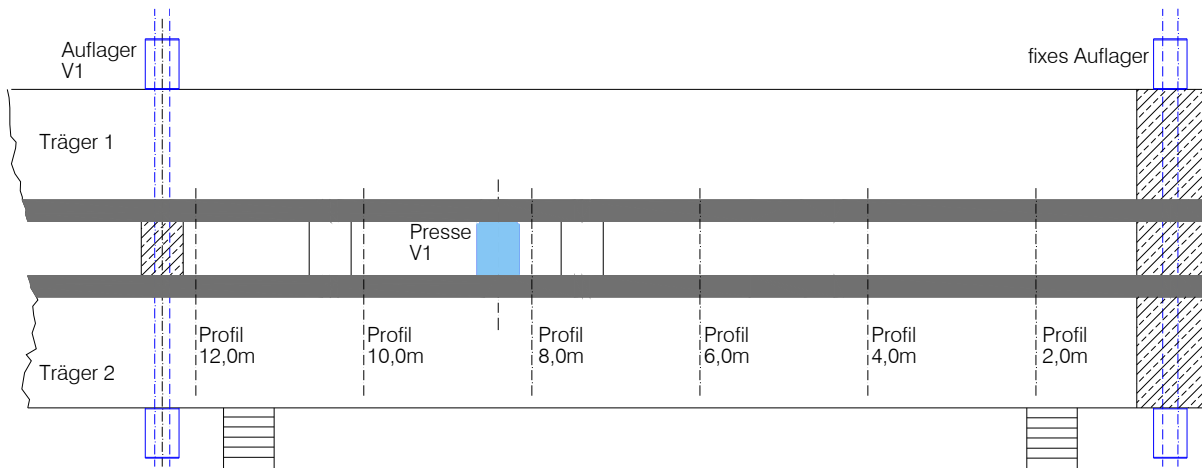 Auflager
V1
fixes Auflager
Träger 1
Presse
V1
Profil
12,0m
Profil
10,0m
Profil
8,0m
Profil
6,0m
Profil
4,0m
Profil
2,0m
Träger 2